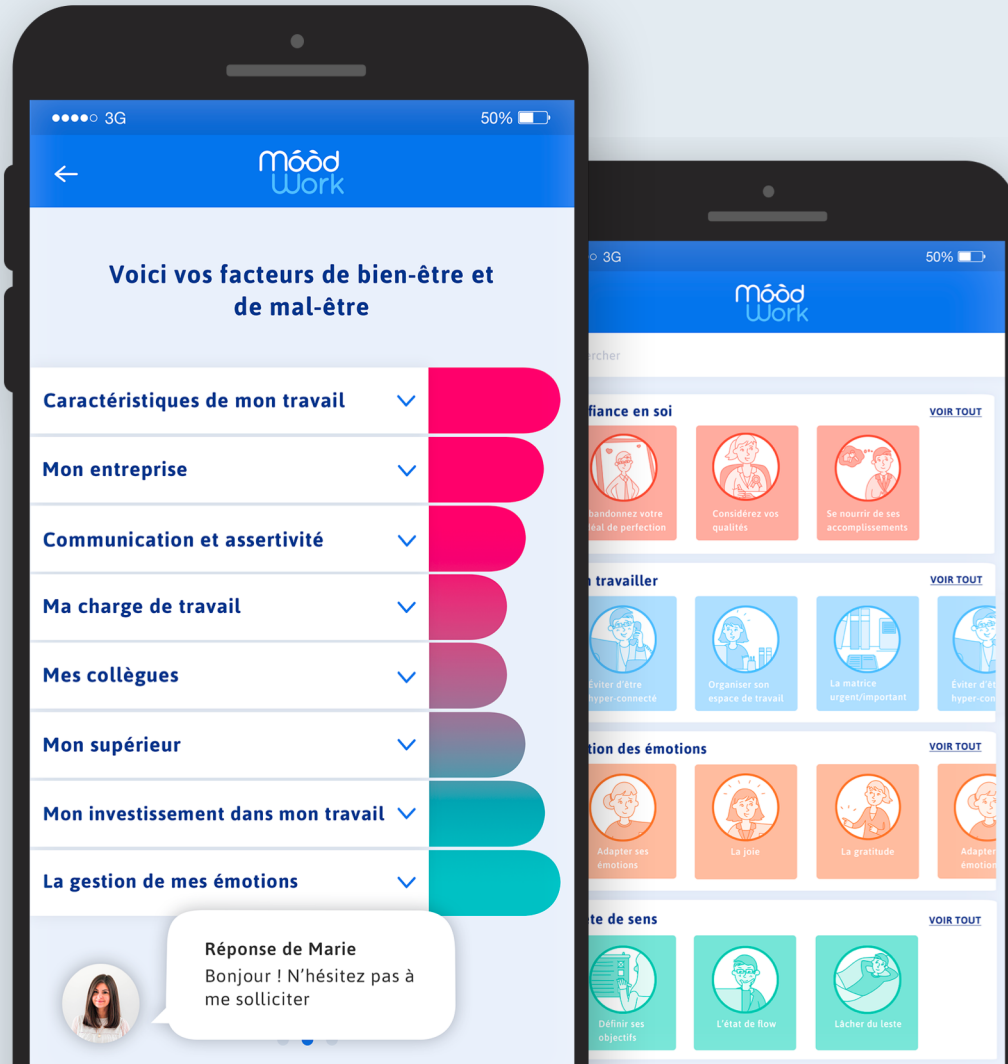 3G
50%
móòd
Work
Voici vos facteurs de bien-être et
de mal-être
Caractéristiques de mon travail
Mon entreprise
Communication et assertivité
Ma charge de travail
Mes collègues
Mon supérieur
Mon investissement dans mon travail
La gestion de mes émotions
Réponse de Marie
Bonjour ! N'hésitez pas à
me solliciter
3G
50%
móòd
Work
rcher
fiance en soi
VOIR TOUT
bandonnez votre
déal de perfection
Considérez vos
qualités
Se nourrir de ses
accomplissements
travailler
VOIR TOUT
Éviter d'être
hyper-connecté
Organiser son
espace de travail
La matrice
urgent/important
Éviter d'êt
hyper-con
tion des émotions
VOIR TOUT
Adapter ses
émotions
La joie
La gratitude
Adapter
émotion
te de sens
VOIR TOUT
Définir ses
objectifs
L'état de flow
Lâcher du leste